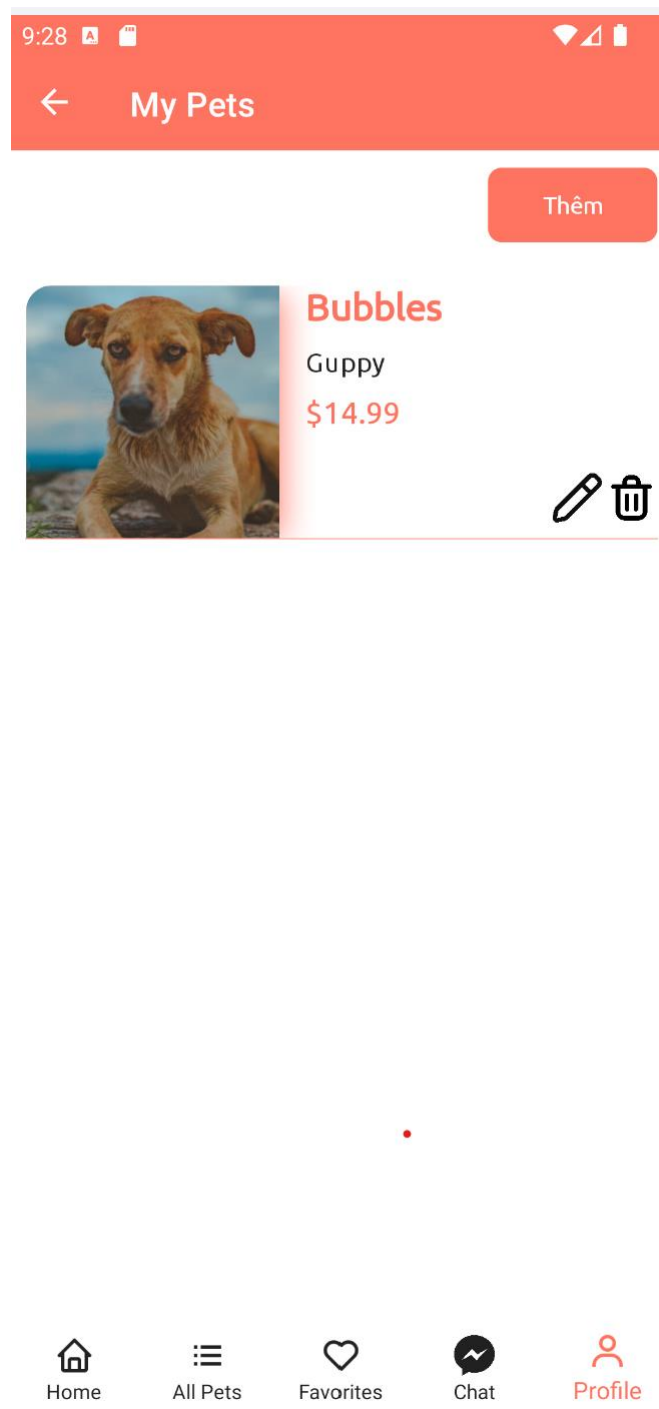 9:28
My Pets
Thêm
Bubbles
Guppy
$14.99
Home All Pets Favorites Chat Profile